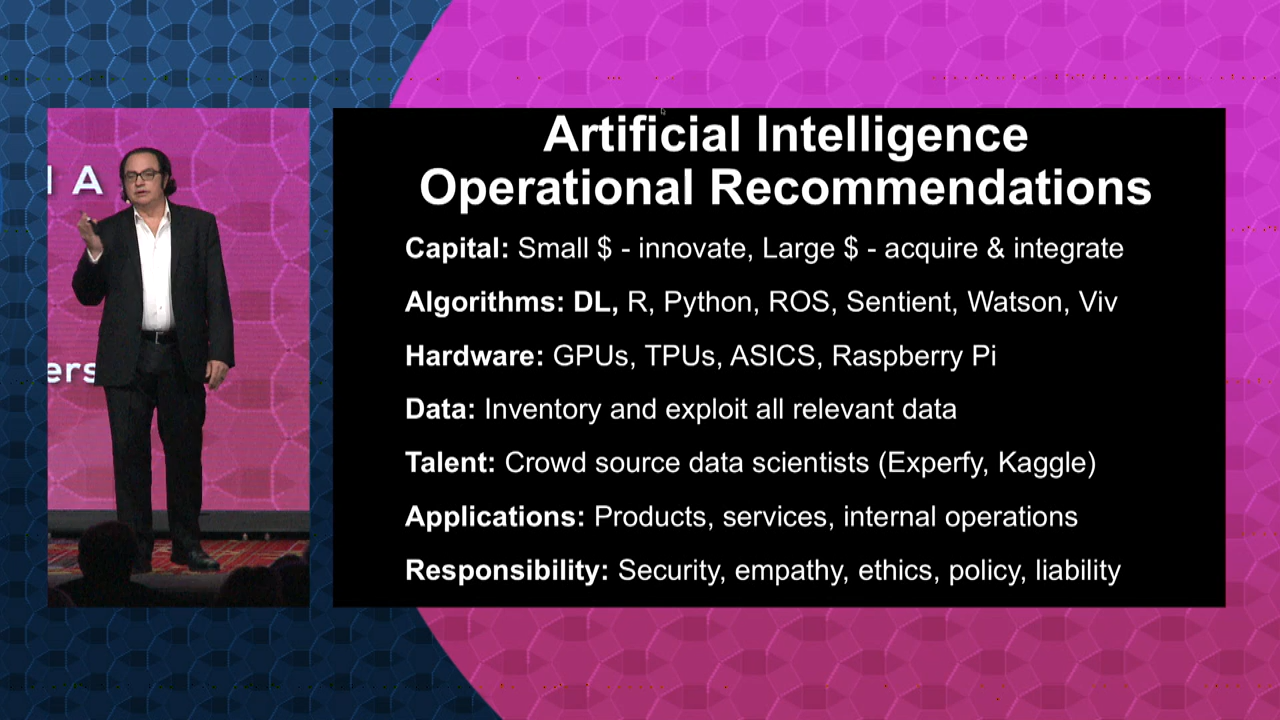 I A
ers
Artificial Intelligence
Operational Recommendations
Capital: Small $ - innovate, Large $ - acquire & integrate
Algorithms: DL, R, Python, ROS, Sentient, Watson, Viv
Hardware: GPUs, TPUs, ASICS, Raspberry Pi
Data: Inventory and exploit all relevant data
Talent: Crowd source data scientists (Experfy, Kaggle)
Applications: Products, services, internal operations
Responsibility: Security, empathy, ethics, policy, liability